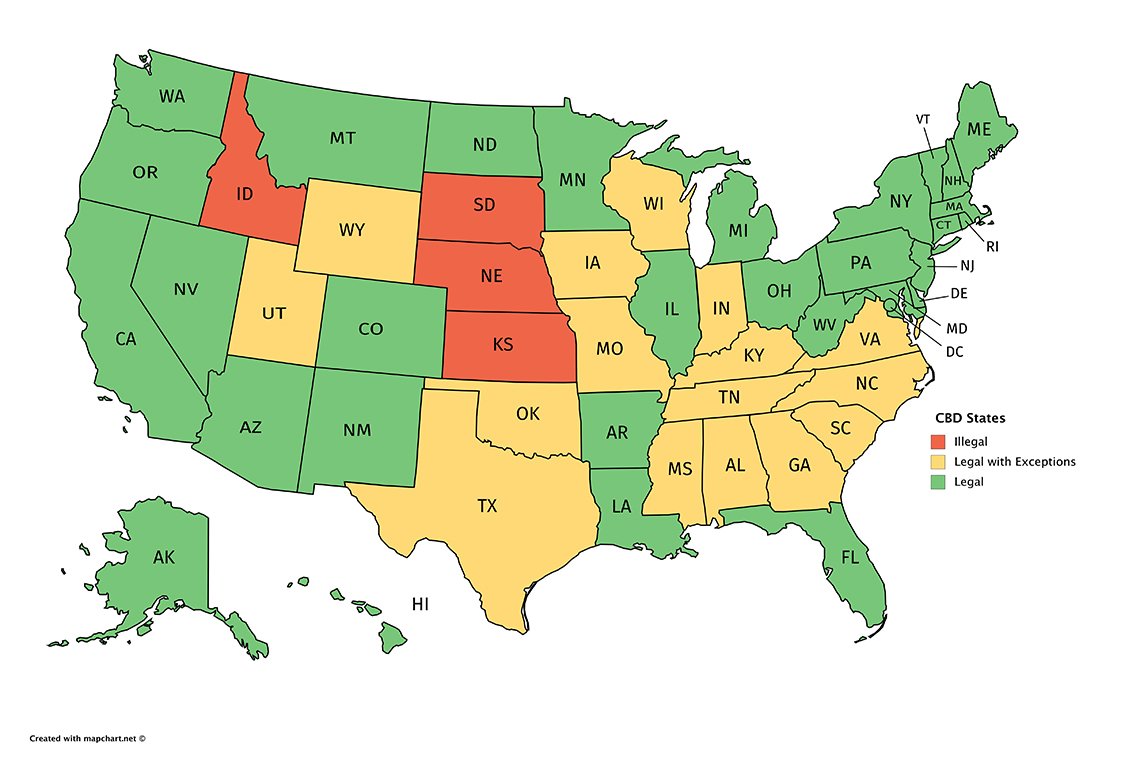 WA
MT
ND
MN
ME
VT
OR
ID
SD
WI
MI
NY
NH
MA
CT
RI
WY
IA
PA
NJ
NE
OH
DE
NV
UT
CO
IL
IN
WV
MD
DC
CA
KS
MO
KY
VA
AZ
NM
OK
AR
TN
NC
SC
MS
AL
GA
TX
LA
FL
AK
HI
CBD States
Illegal
Legal with Exceptions
Legal
Created with mapchart.net ©